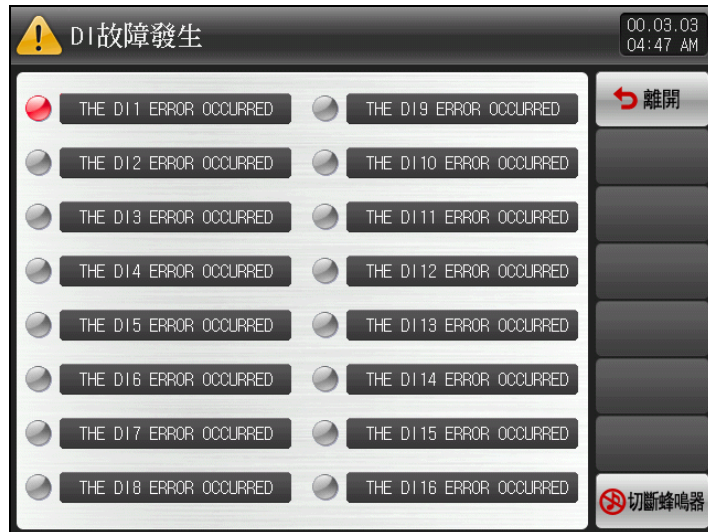 DI故障發生
00.03.03
04:47 AM
THE DI1 ERROR OCCURRED
THE DI2 ERROR OCCURRED
THE DI3 ERROR OCCURRED
THE DI4 ERROR OCCURRED
THE DI5 ERROR OCCURRED
THE DI6 ERROR OCCURRED
THE DI7 ERROR OCCURRED
THE DI8 ERROR OCCURRED
THE DI9 ERROR OCCURRED
THE DI10 ERROR OCCURRED
THE DI11 ERROR OCCURRED
THE DI12 ERROR OCCURRED
THE DI13 ERROR OCCURRED
THE DI14 ERROR OCCURRED
THE DI15 ERROR OCCURRED
THE DI16 ERROR OCCURRED
離開
切斷蜂鳴器